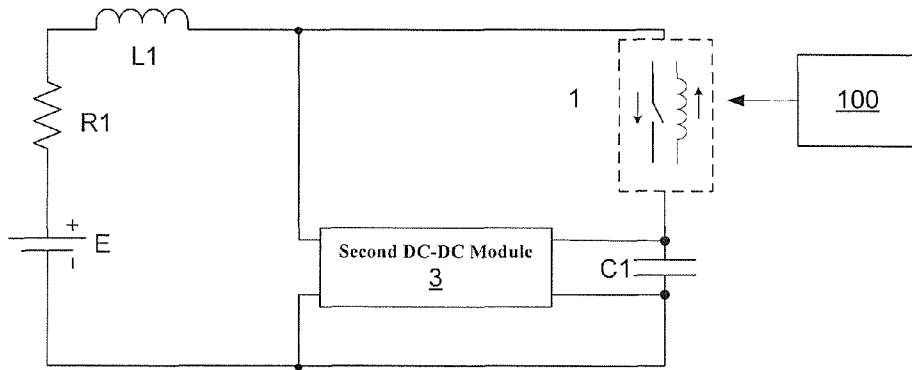 L1
1
100
R1
+
E
-
Second DC-DC Module
3
C1